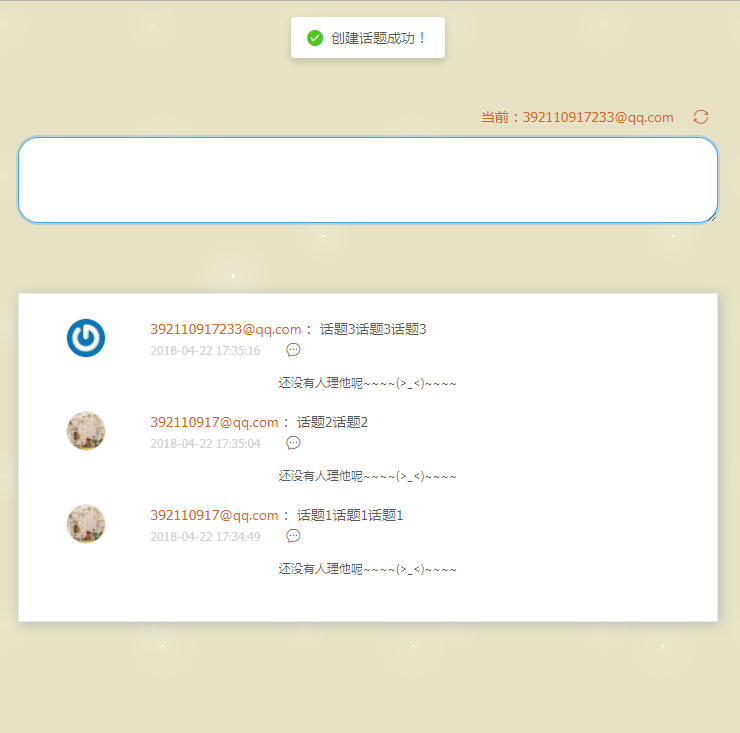 创建话题成功！
当前：392110917233@qq.com
392110917233@qq.com： 话题3话题3话题3
2018-04-22 17:35:16
还没有人理他呢~~~~(>_<)~~~~
392110917@qq.com： 话题2话题2
2018-04-22 17:35:04
还没有人理他呢~~~~(>_<)~~~~
392110917@qq.com： 话题1话题1话题1
2018-04-22 17:34:49
还没有人理他呢~~~~(>_<)~~~~